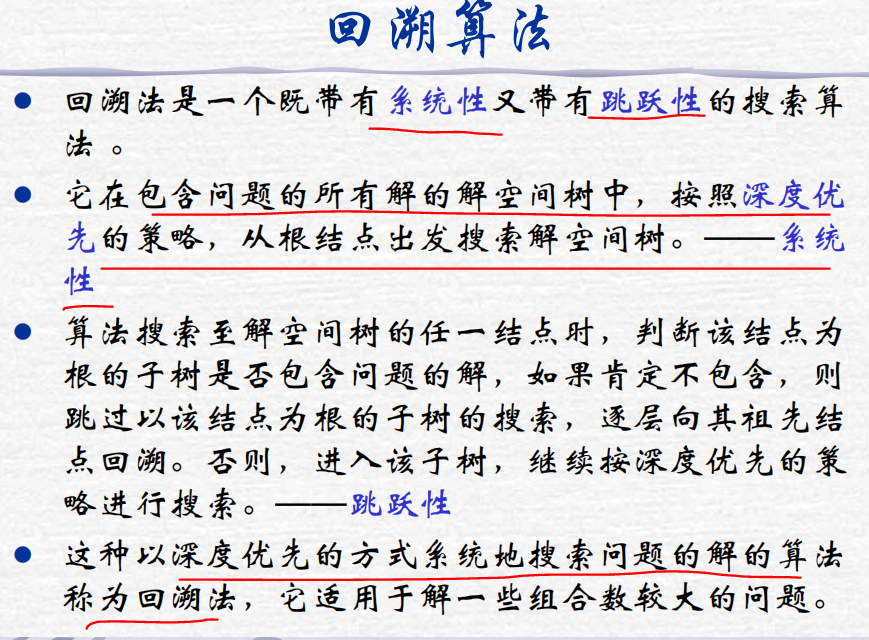 回溯算法
● 回溯法是一个既带有系统性又带有跳跃性的搜索算
法 。
● 它在包含问题的所有解的解空间树中，按照深度优
先的策略，从根结点出发搜索解空间树。——系统
性
● 算法搜索至解空间树的任一结点时，判断该结点为
根的子树是否包含问题的解，如果肯定不包含，则
跳过以该结点为根的子树的搜索，逐层向其祖先结
点回溯。否则，进入该子树，继续按深度优先的策
略进行搜索。——跳跃性
● 这种以深度优先的方式系统地搜索问题的解的算法
称为回溯法，它适用于解一些组合数较大的问题。